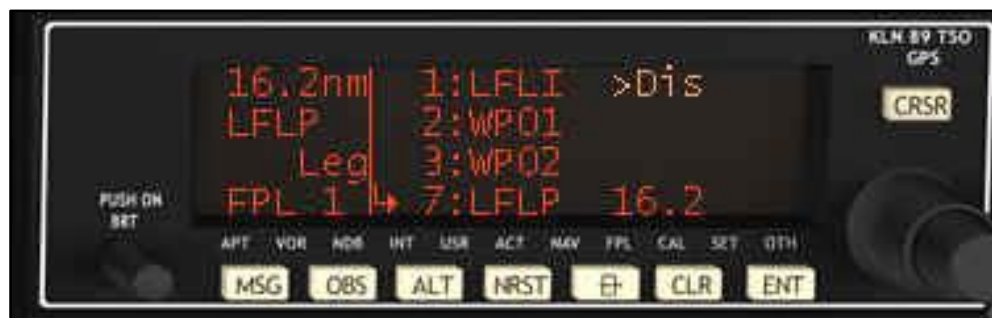 KLN 89 TSO
GPS
CRSR
16.2nm 1:LFLI >Dis
LFLP 2:WP01
Leg 3:WP02
FPL 1 7:LFLP 16.2
PUSH ON
BRT
APT VOR NDB INT USR ACT NAV FPL CAL SET OTH
MSG OBS ALT NRST CLR ENT